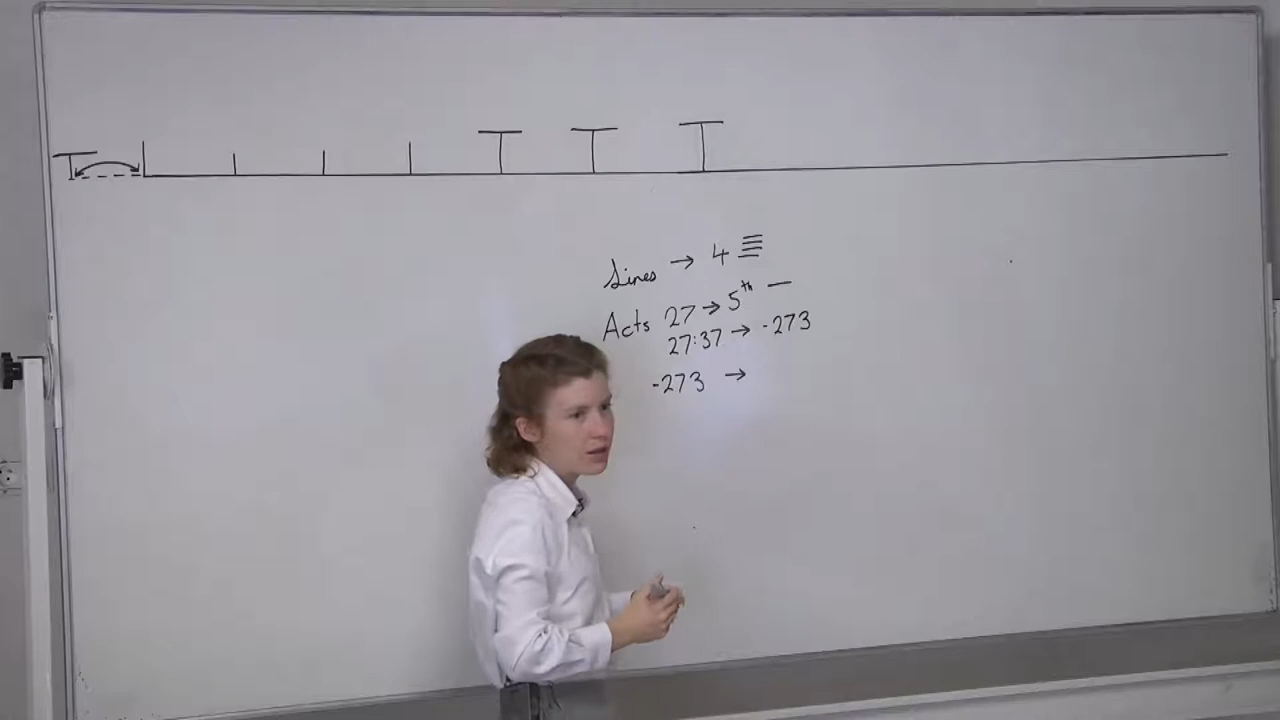 Lines → 4
Acts 27 → 5th —
27:37 → -273
-273 →